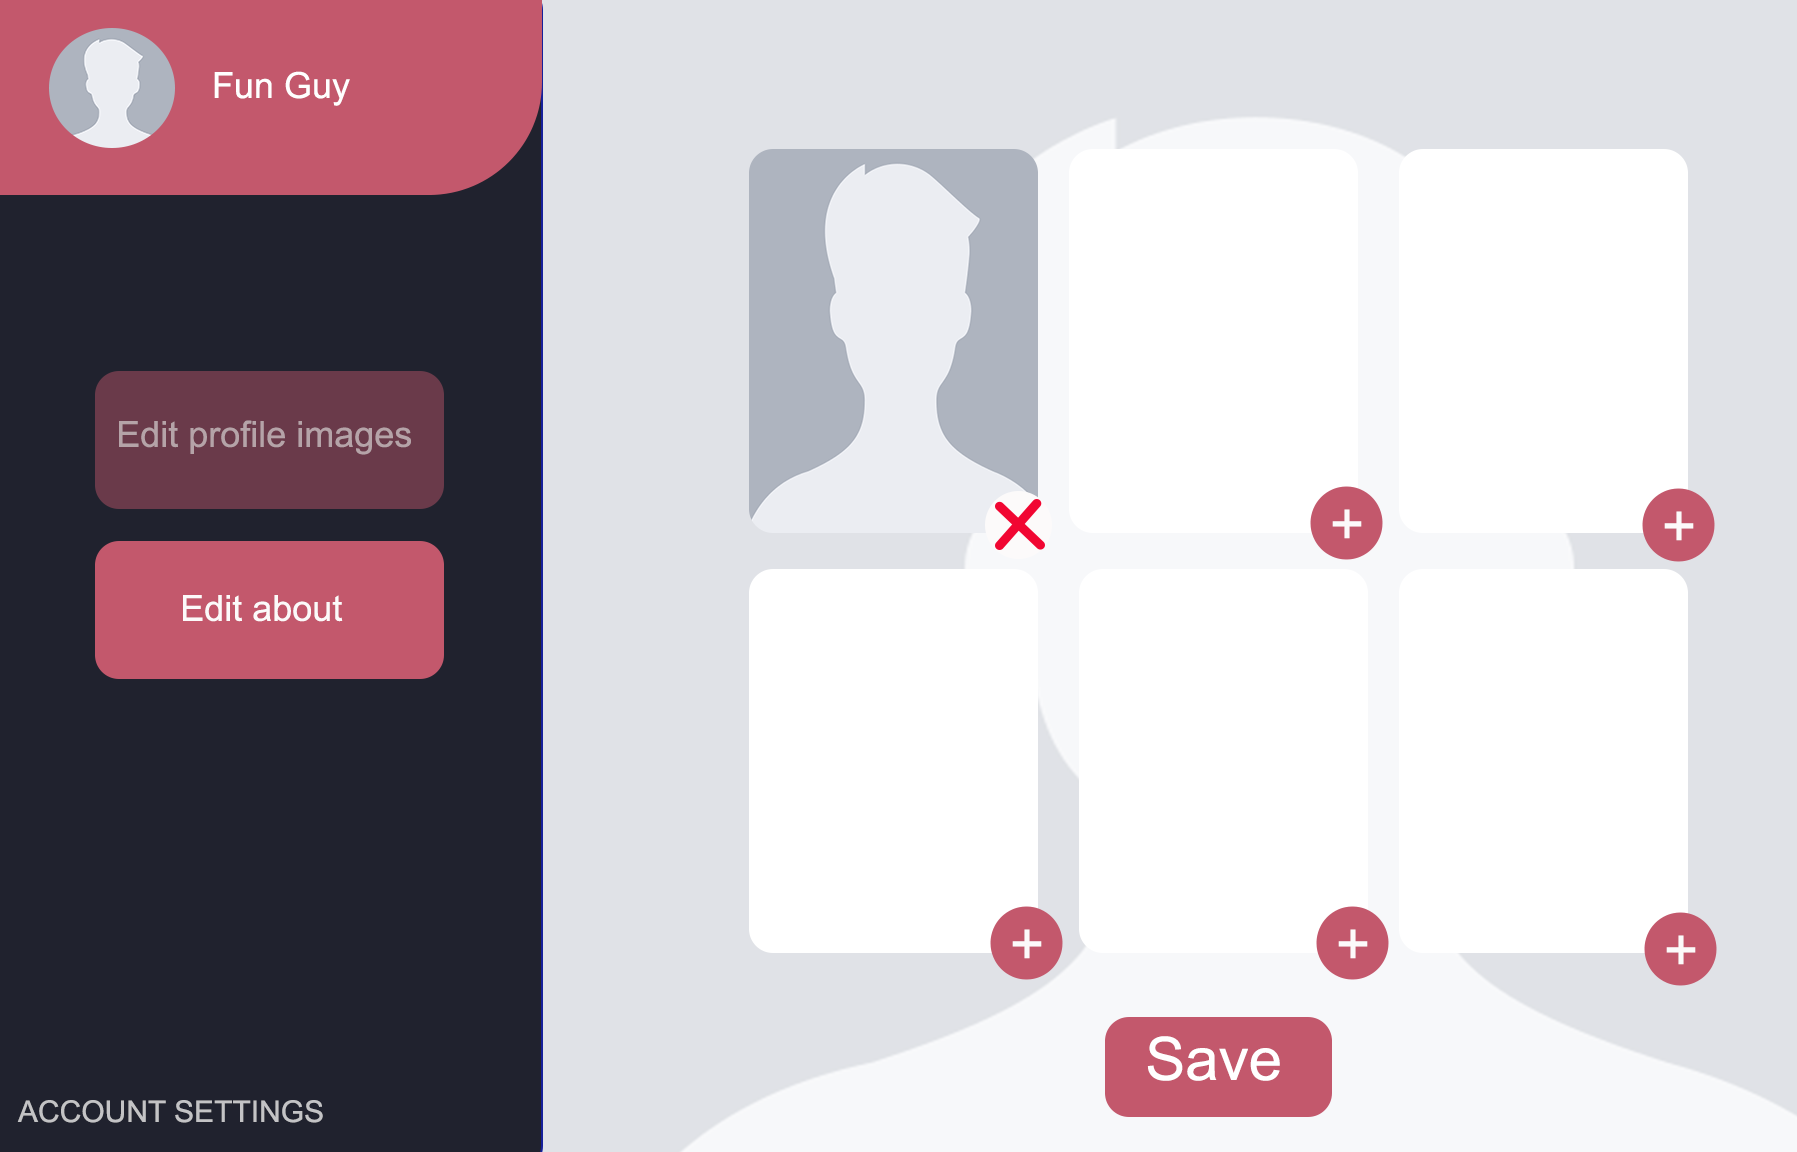 Fun Guy
Edit profile images
Edit about
ACCOUNT SETTINGS
Save